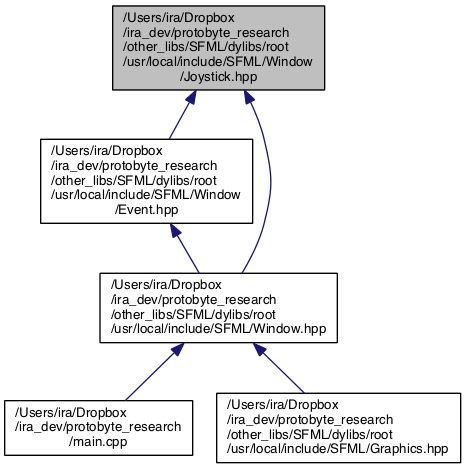 /Users/ira/Dropbox
/ira_dev/protobyte_research
/other_libs/SFML/dylibs/root
/usr/local/include/SFML/Window
/Joystick.hpp
/Users/ira/Dropbox
/ira_dev/protobyte_research
/other_libs/SFML/dylibs/root
/usr/local/include/SFML/Window
/Event.hpp
/Users/ira/Dropbox
/ira_dev/protobyte_research
/other_libs/SFML/dylibs/root
/usr/local/include/SFML/Window.hpp
/Users/ira/Dropbox
/ira_dev/protobyte_research
/main.cpp
/Users/ira/Dropbox
/ira_dev/protobyte_research
/other_libs/SFML/dylibs/root
/usr/local/include/SFML/Graphics.hpp